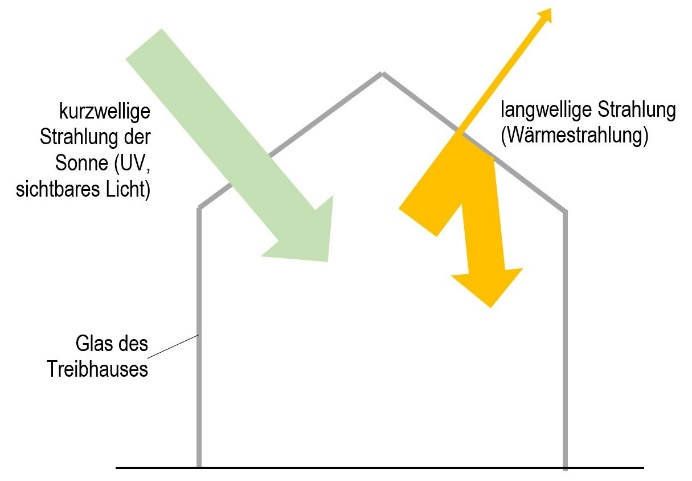 kurzwellige
Strahlung der
Sonne (UV,
sichtbares Licht)
langwellige Strahlung
(Wärmestrahlung)
Glas des
Treibhauses